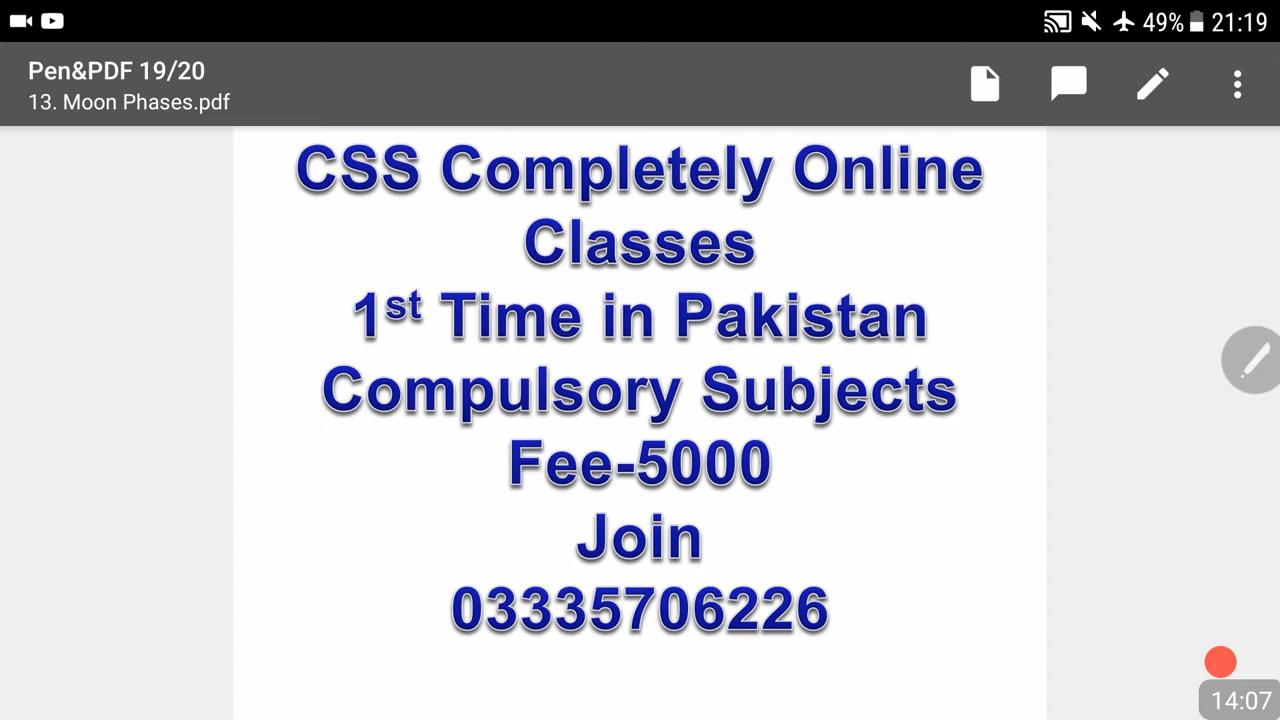 49% 21:19
Pen&PDF 19/20
13. Moon Phases.pdf
CSS Completely Online
Classes
1st Time in Pakistan
Compulsory Subjects
Fee-5000
Join
03335706226
14:07